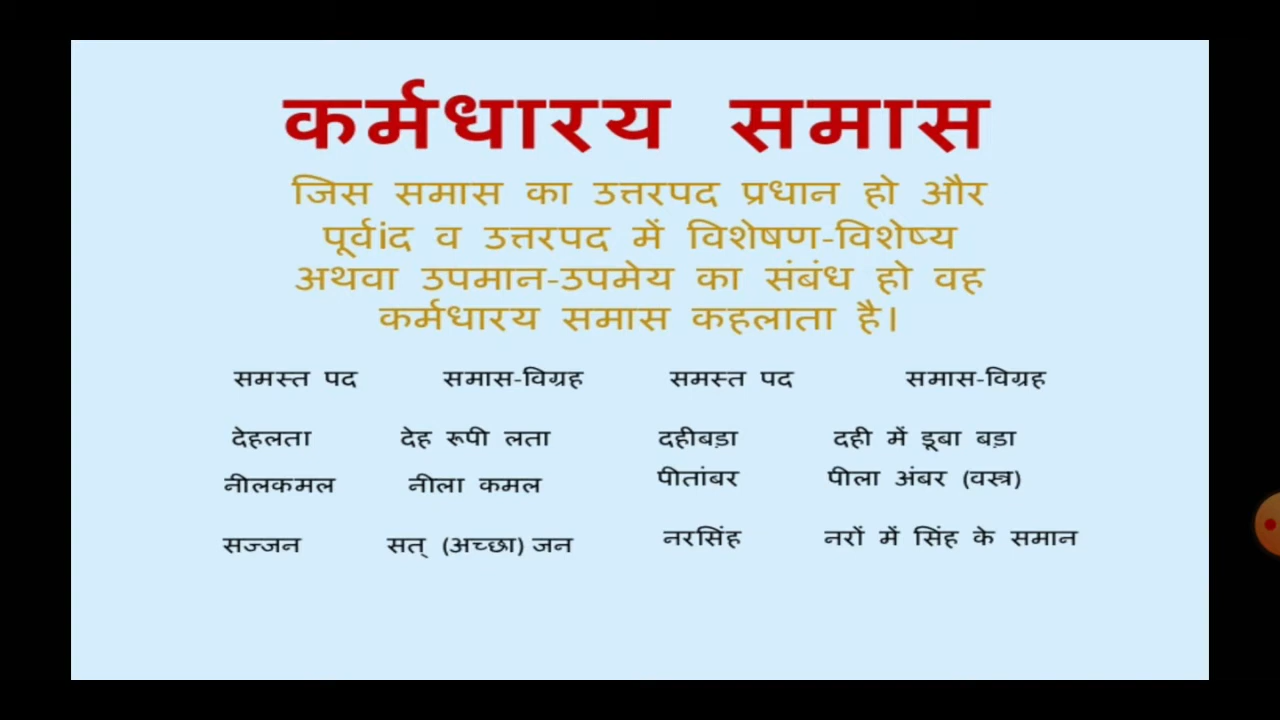 कर्मधारय समास
जिस समास का उत्तरपद प्रधान हो और
पूर्वiद व उत्तरपद में विशेषण-विशेष्य
अथवा उपमान-उपमेय का संबंध हो वह
कर्मधारय समास कहलाता है।
समस्त पद समास-विग्रह समस्त पद समास-विग्रह
देहलता देह रूपी लता दहीबड़ा दही में डूबा बड़ा
नीलकमल नीला कमल पीतांबर पीला अंबर (वस्त्र)
सज्जन सत् (अच्छा) जन नरसिंह नरों में सिंह के समान